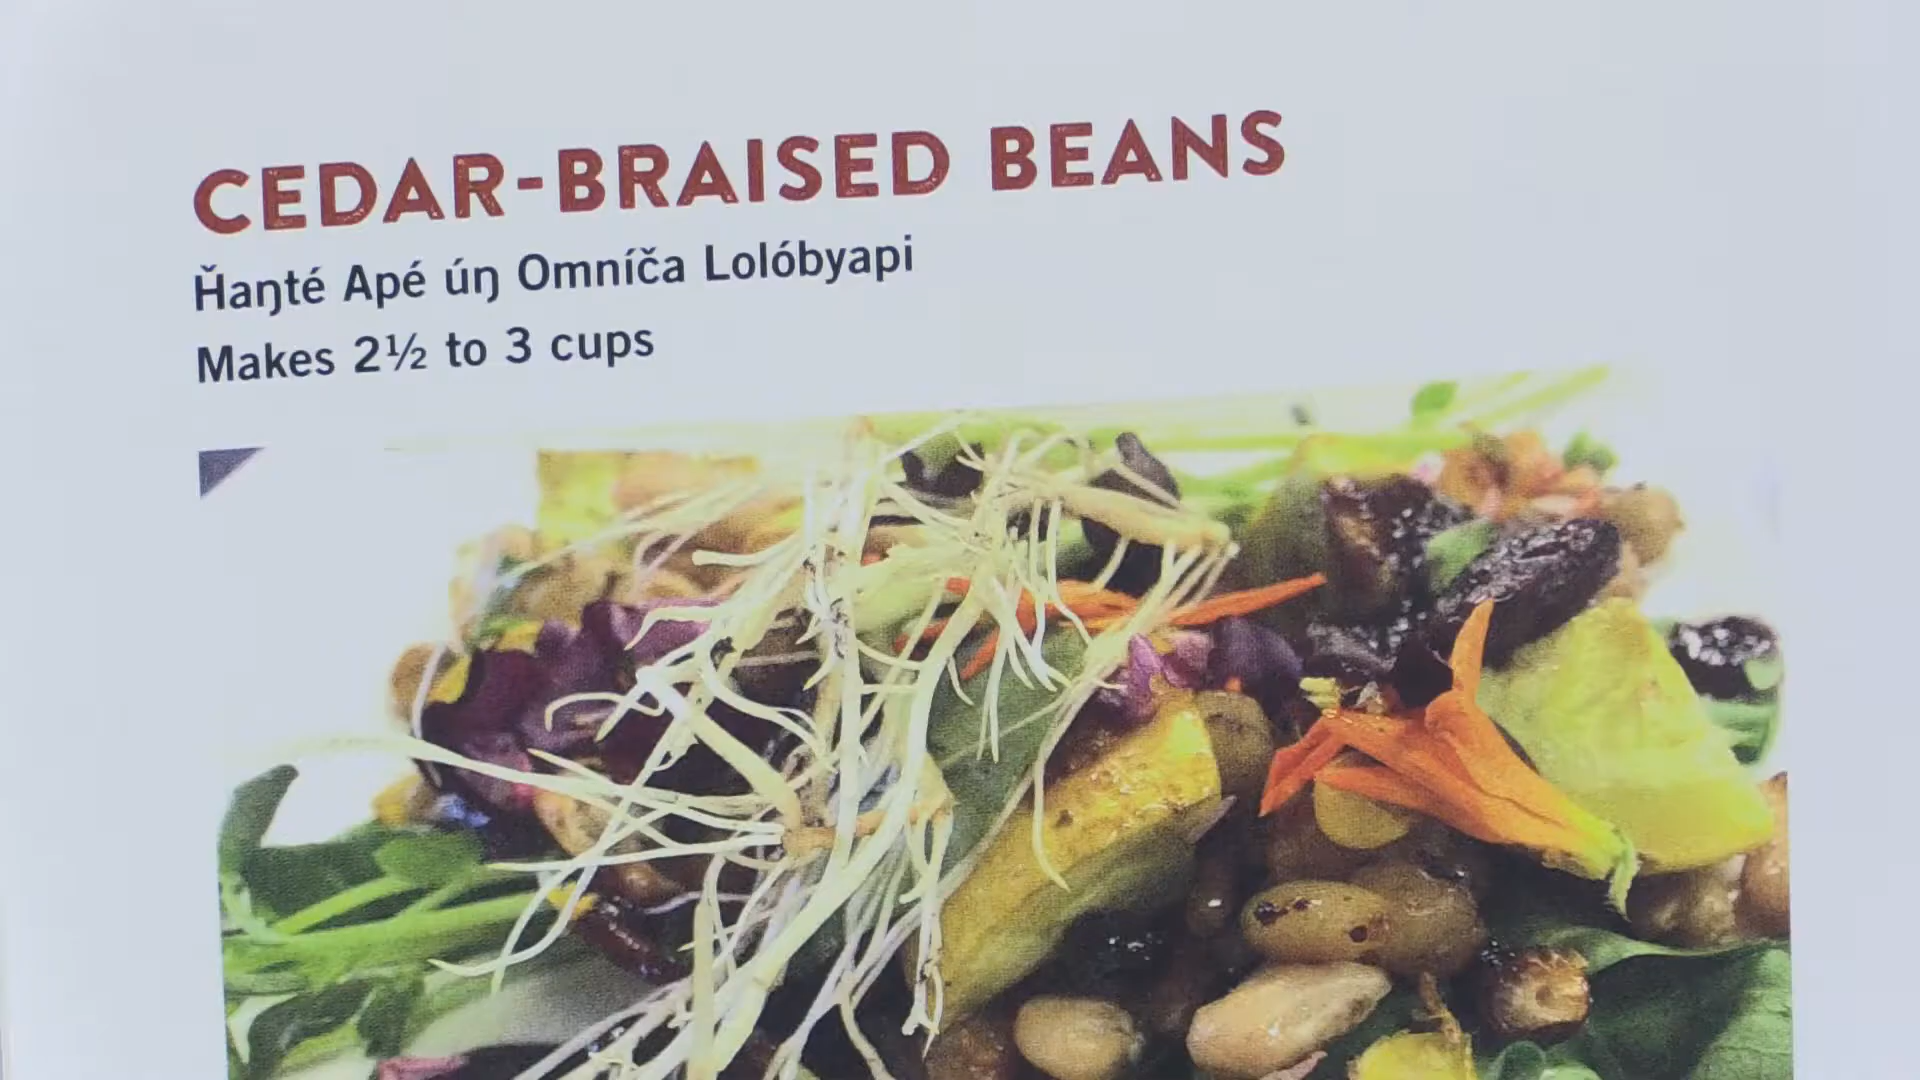 CEDAR-BRAISED BEANS
Ȟaŋté Apé úŋ Omníča Lolóbyapi
Makes 2½ to 3 cups